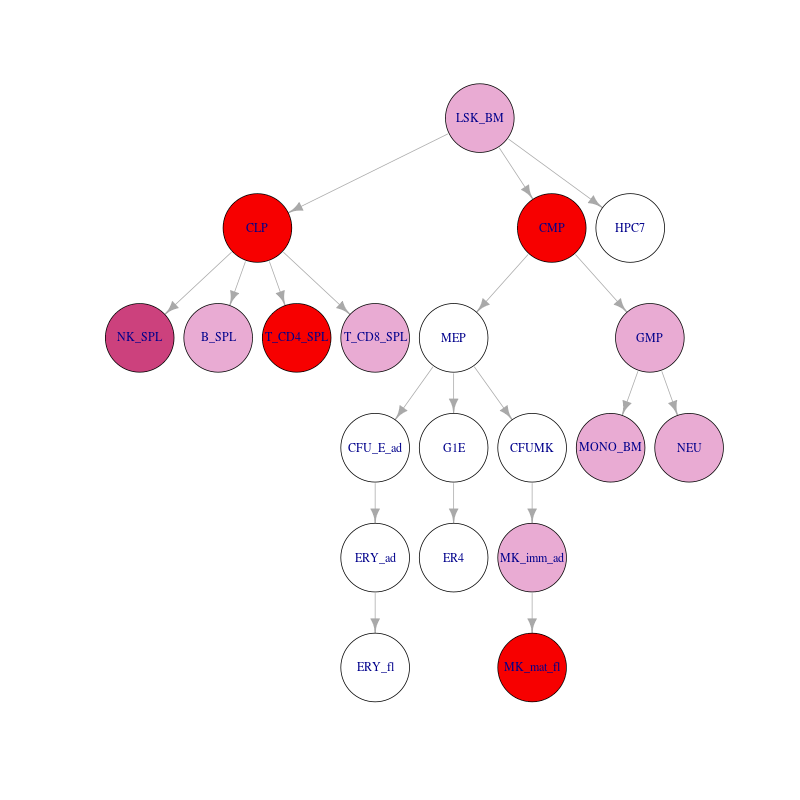 LSK_BM
CLP
CMP
HPC7
NK_SPL
B_SPL
T_CD4_SPL
T_CD8_SPL
MEP
GMP
CFU_E_ad
G1E
CFUMK
MONO_BM
NEU
ERY_ad
ER4
MK_imm_ad
ERY_fl
MK_mat_fl